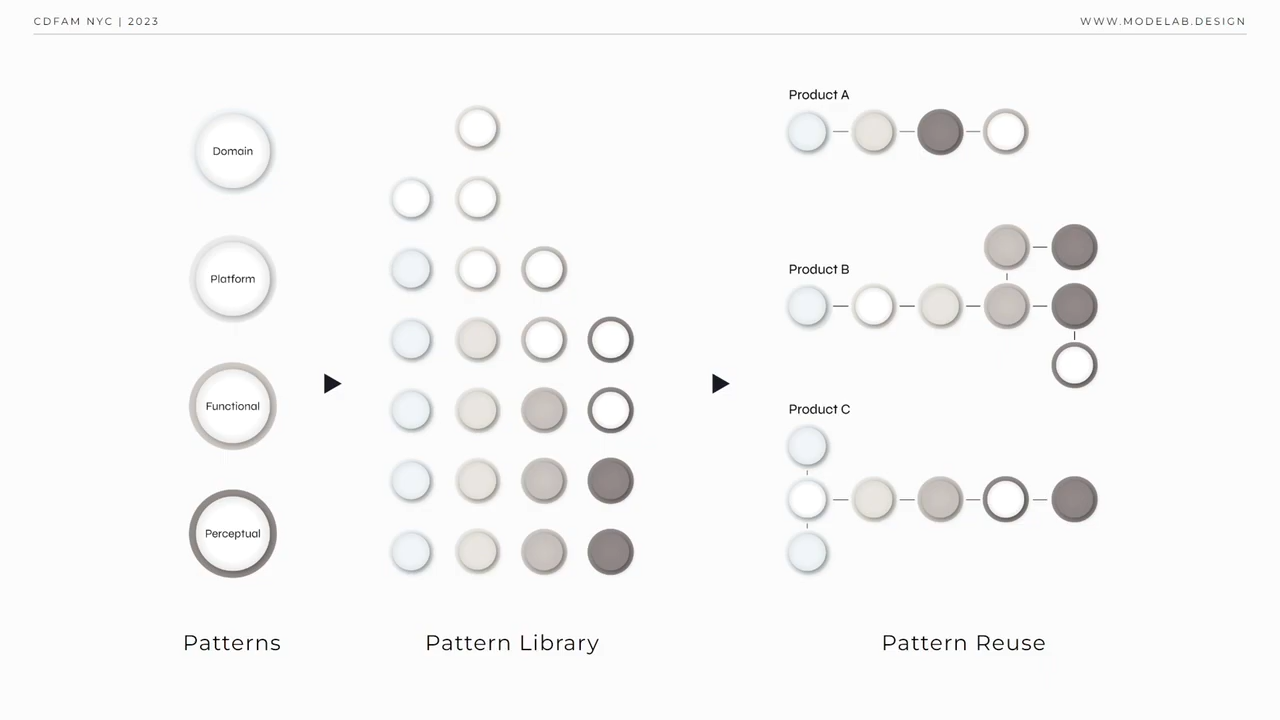 CDFAM NYC | 2023
WWW.MODELAB.DESIGN
Domain
Platform
Functional
Perceptual
Product A
Product B
Product C
Patterns
Pattern Library
Pattern Reuse